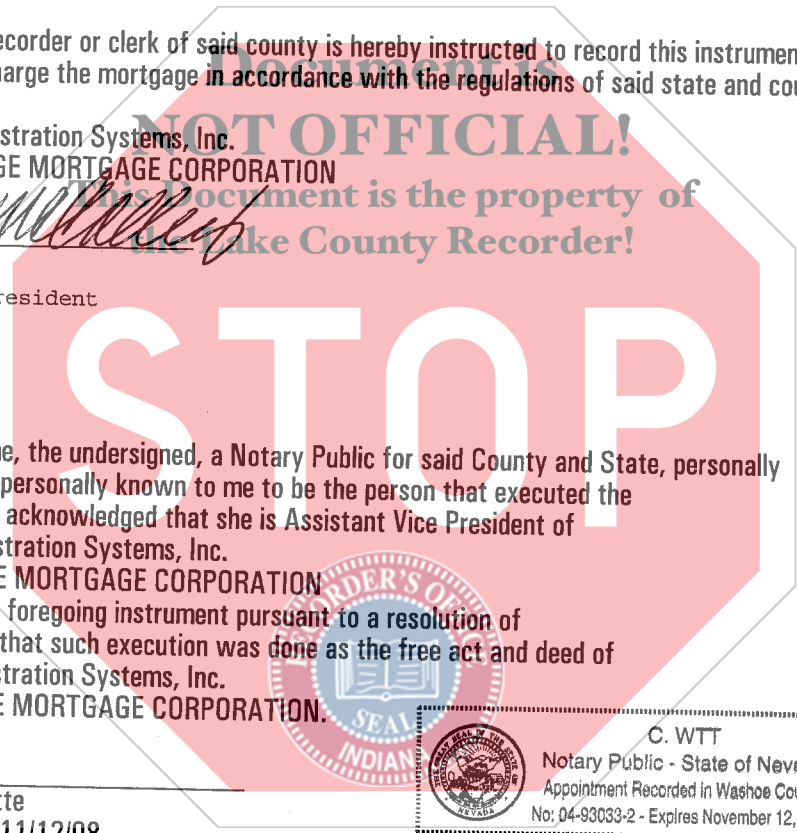 ecorder or clerk of said county is hereby instructed to record this instrumen
arge the mortgage in accordance with the regulations of said state and cou
Document is
NOT OFFICIAL!
This Document is the property of
the Lake County Recorder!
stration Systems, Inc.
GE MORTGAGE CORPORATION
resident
STOP
e, the undersigned, a Notary Public for said County and State, personally
personally known to me to be the person that executed the
acknowledged that she is Assistant Vice President of
stration Systems, Inc.
E MORTGAGE CORPORATION
foregoing instrument pursuant to a resolution of
that such execution was done as the free act and deed of
stration Systems, Inc.
E MORTGAGE CORPORATION.
RECORDER'S OFFICE
SEAL
INDIANA
C. WTT
Notary Public - State of Neva
Appointment Recorded in Washoe Cou
No: 04-93033-2 - Expires November 12,
NEVADA
te
11/12/08